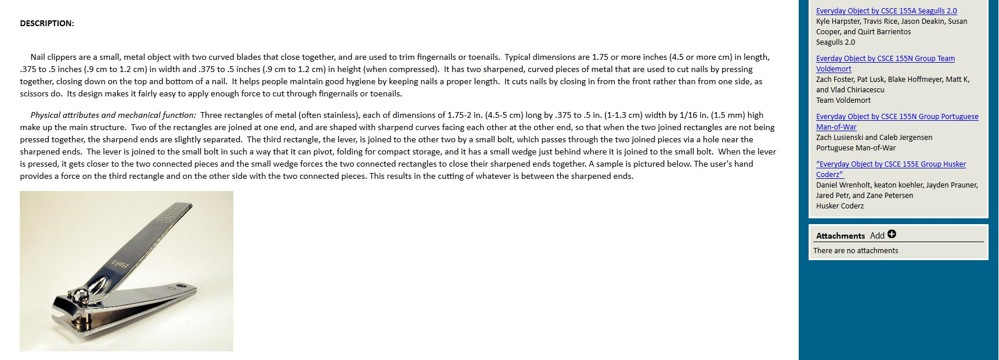 DESCRIPTION:
Nail clippers are a small, metal object with two curved blades that close together, and are used to trim fingernails or toenails.  Typical dimensions are 1.75 or more inches (4.5 or more cm) in length,
.375 to .5 inches (.9 cm to 1.2 cm) in width and .375 to .5 inches (.9 cm to 1.2 cm) in height (when compressed).  It has two sharpened, curved pieces of metal that are used to cut nails by pressing
together, closing down on the top and bottom of a nail.  It helps people maintain good hygiene by keeping nails a proper length.  It cuts nails by closing in from the front rather than from one side, as
scissors do.  Its design makes it fairly easy to apply enough force to cut through fingernails or toenails.
Physical attributes and mechanical function:  Three rectangles of metal (often stainless), each of dimensions of 1.75-2 in. (4.5-5 cm) long by .375 to .5 in. (1-1.3 cm) width by 1/16 in. (1.5 mm) high
make up the main structure.  Two of the rectangles are joined at one end, and are shaped with sharpend curves facing each other at the other end, so that when the two joined rectangles are not being
pressed together, the sharpend ends are slightly separated.  The third rectangle, the lever, is joined to the other two by a small bolt, which passes through the two joined pieces via a hole near the
sharpened ends.  The lever is joined to the small bolt in such a way that it can pivot, folding for compact storage, and it has a small wedge just behind where it is joined to the small bolt.  When the lever
is pressed, it gets closer to the two connected pieces and the small wedge forces the two connected rectangles to close their sharpened ends together. A sample is pictured below. The user's hand
provides a force on the third rectangle and on the other side with the two connected pieces. This results in the cutting of whatever is between the sharpened ends.
Everyday Object by CSCE 155A Seagulls 2.0
Kyle Harpster, Travis Rice, Jason Deakin, Susan
Cooper, and Quirt Barrientos
Seagulls 2.0
Everday Object by CSCE 155N Group Team
Voldemort
Zach Foster, Pat Lusk, Blake Hoffmeyer, Matt K,
and Vlad Chiriacescu
Team Voldemort
Everyday Object by CSCE 155N Group Portuguese
Man-of-War
Zach Lusienski and Caleb Jergensen
Portuguese Man-of-War
“Everyday Object by CSCE 155E Group Husker
Coderz”
Daniel Wrenholt, keaton koehler, Jayden Prauner,
Jared Petr, and Zane Petersen
Husker Coderz
Attachments Add
There are no attachments